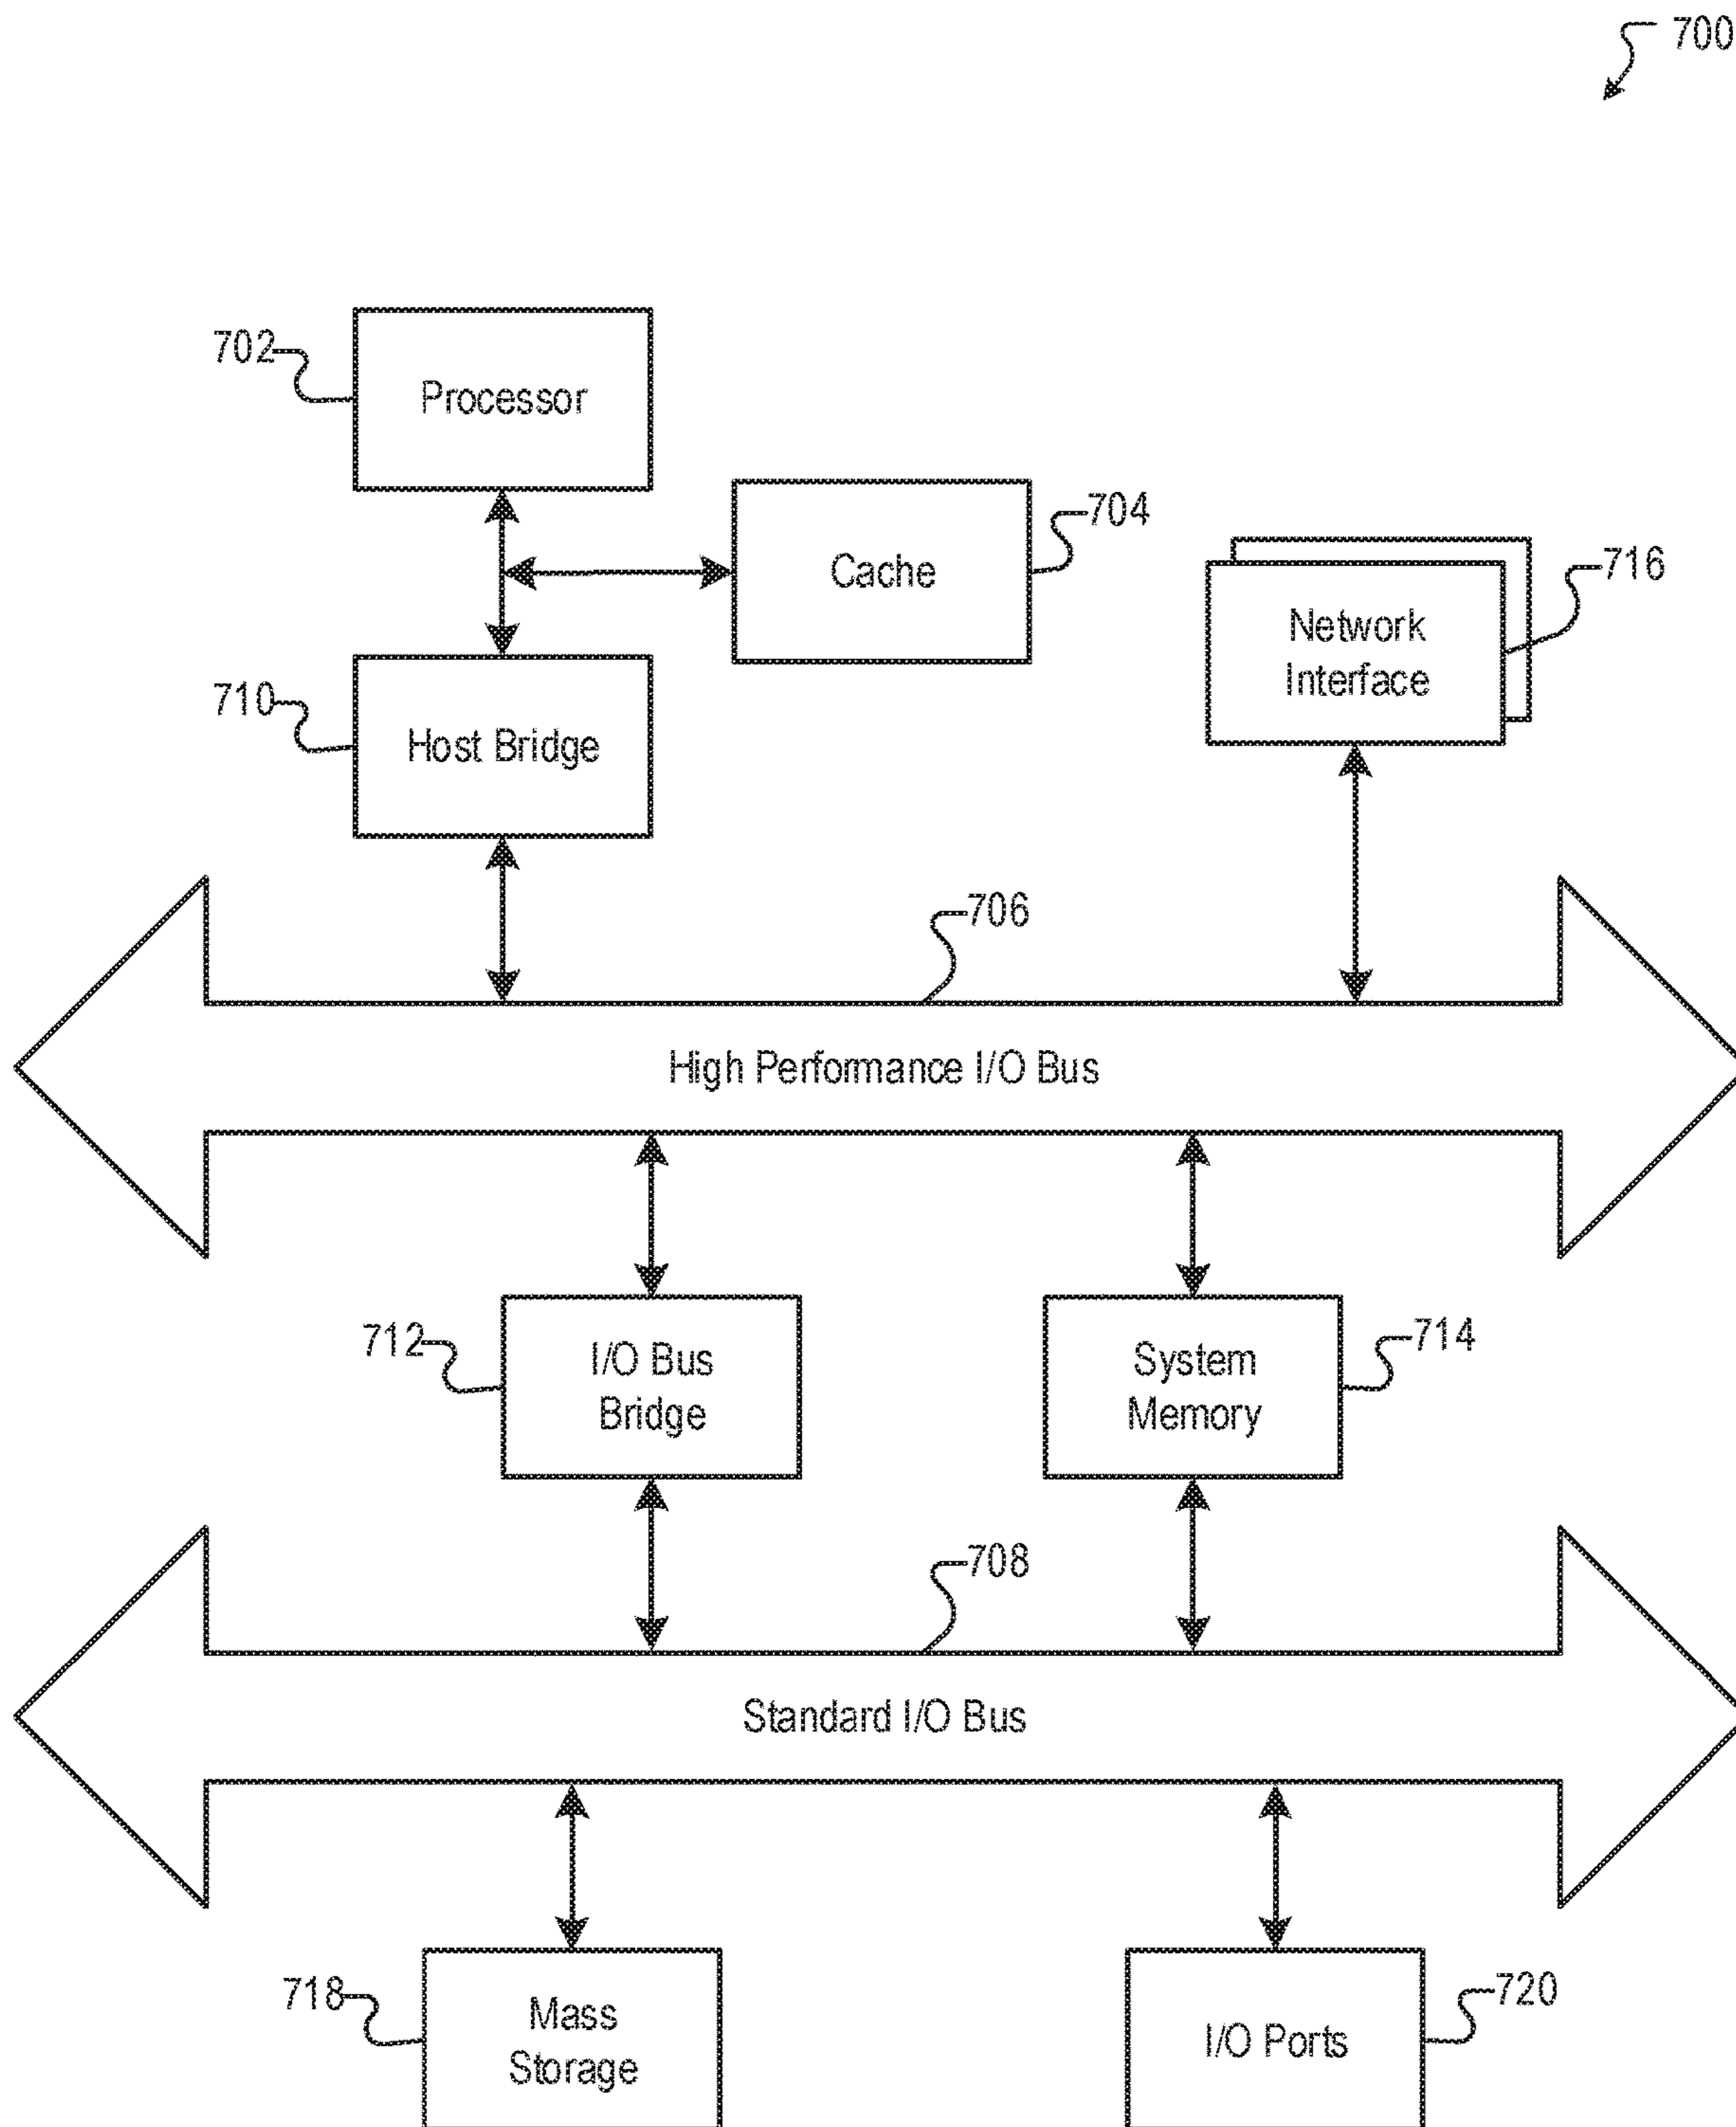 700
702
Processor
704
Cache
716
Network
Interface
710
Host Bridge
706
High Performance I/O Bus
712
I/O Bus
Bridge
714
System
Memory
708
Standard I/O Bus
718
Mass
Storage
720
I/O Ports